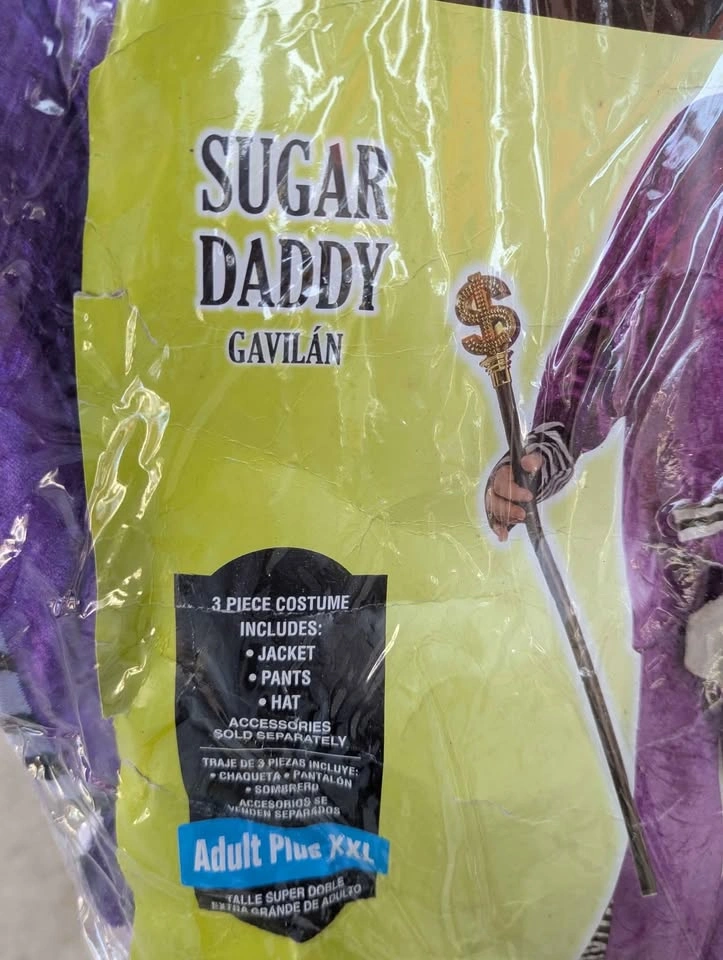 SUGAR
DADDY
GAVILÁN
3 PIECE COSTUME
INCLUDES:
• JACKET
• PANTS
• HAT
ACCESSORIES
SOLD SEPARATELY
TRAJE DE 3 PIEZAS INCLUYE:
• CHAQUETA • PANTALÓN
• SOMBRERO
ACCESORIOS SE
VENDEN SEPARADOS
Adult Plus XXL
TALLE SUPER DOBLE
EXTRA GRANDE DE ADULTO